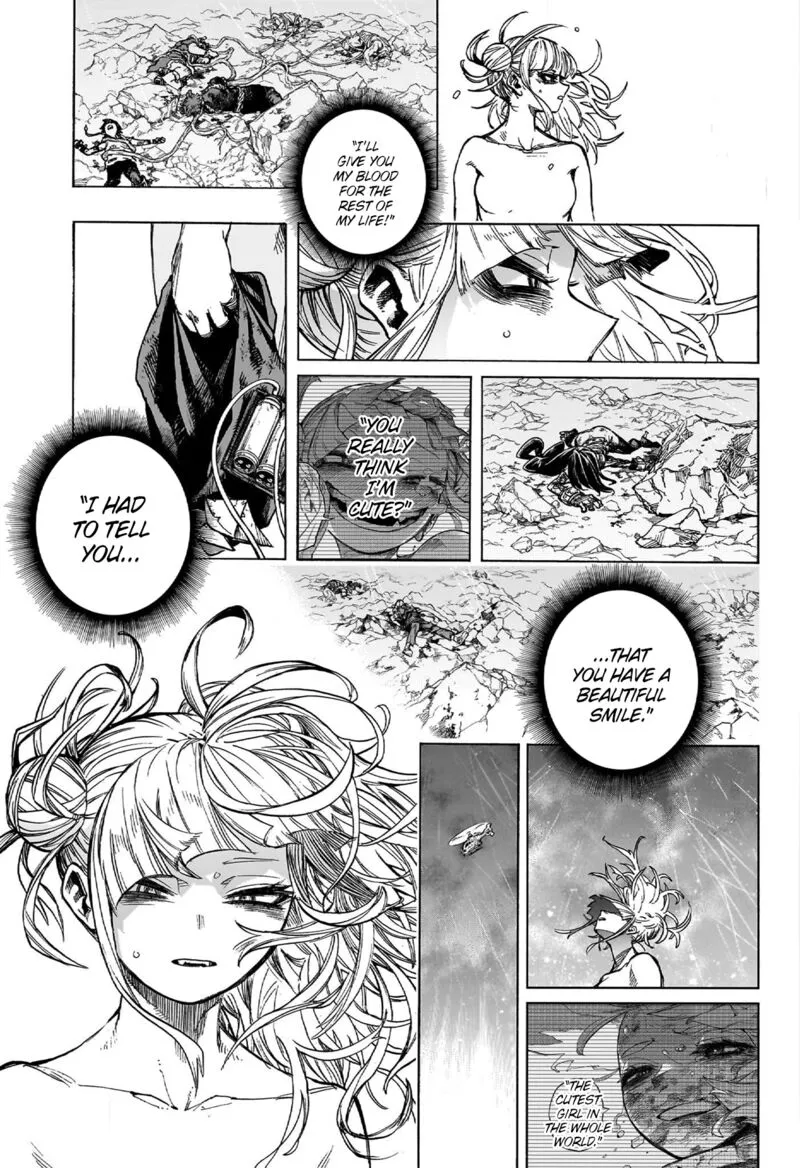 "I'LL
GIVE YOU
MY BLOOD
FOR THE
REST OF
MY LIFE!"
"YOU
REALLY
THINK
I'M
CUTE?"
"I HAD
TO TELL
YOU...
...THAT
YOU HAVE A
BEAUTIFUL
SMILE."
"THE
CUTEST
GIRL IN
THE WHOLE
WORLD."